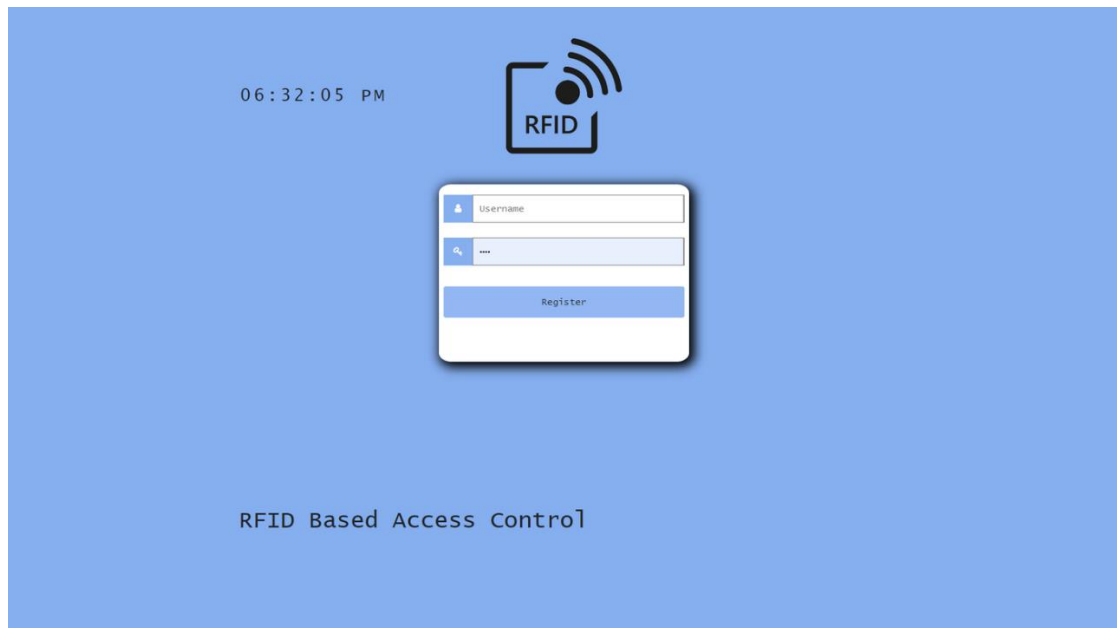 06:32:05 PM
RFID
Username
••••
Register
RFID Based Access Control